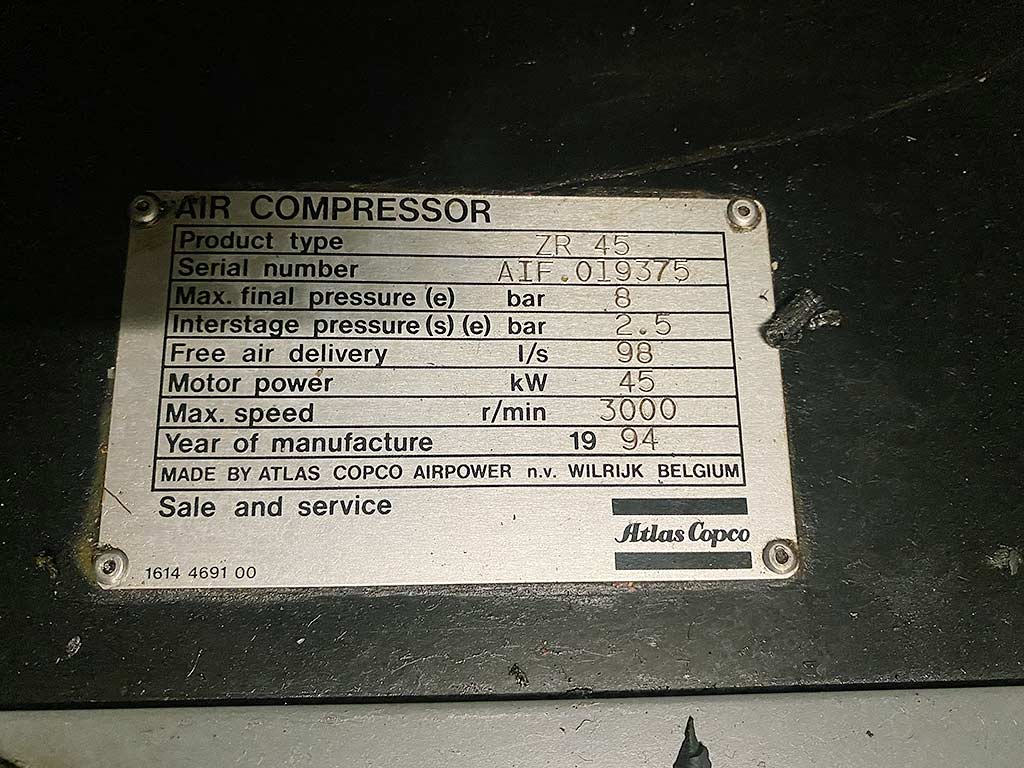 AIR COMPRESSOR
Product type ZR 45
Serial number AIF.019375
Max. final pressure (e) bar 8
Interstage pressure (s) (e) bar 2.5
Free air delivery l/s 98
Motor power kW 45
Max. speed r/min 3000
Year of manufacture 19 94
MADE BY ATLAS COPCO AIRPOWER n.v. WILRIJK BELGIUM
Sale and service
Atlas Copco
1614 4691 00